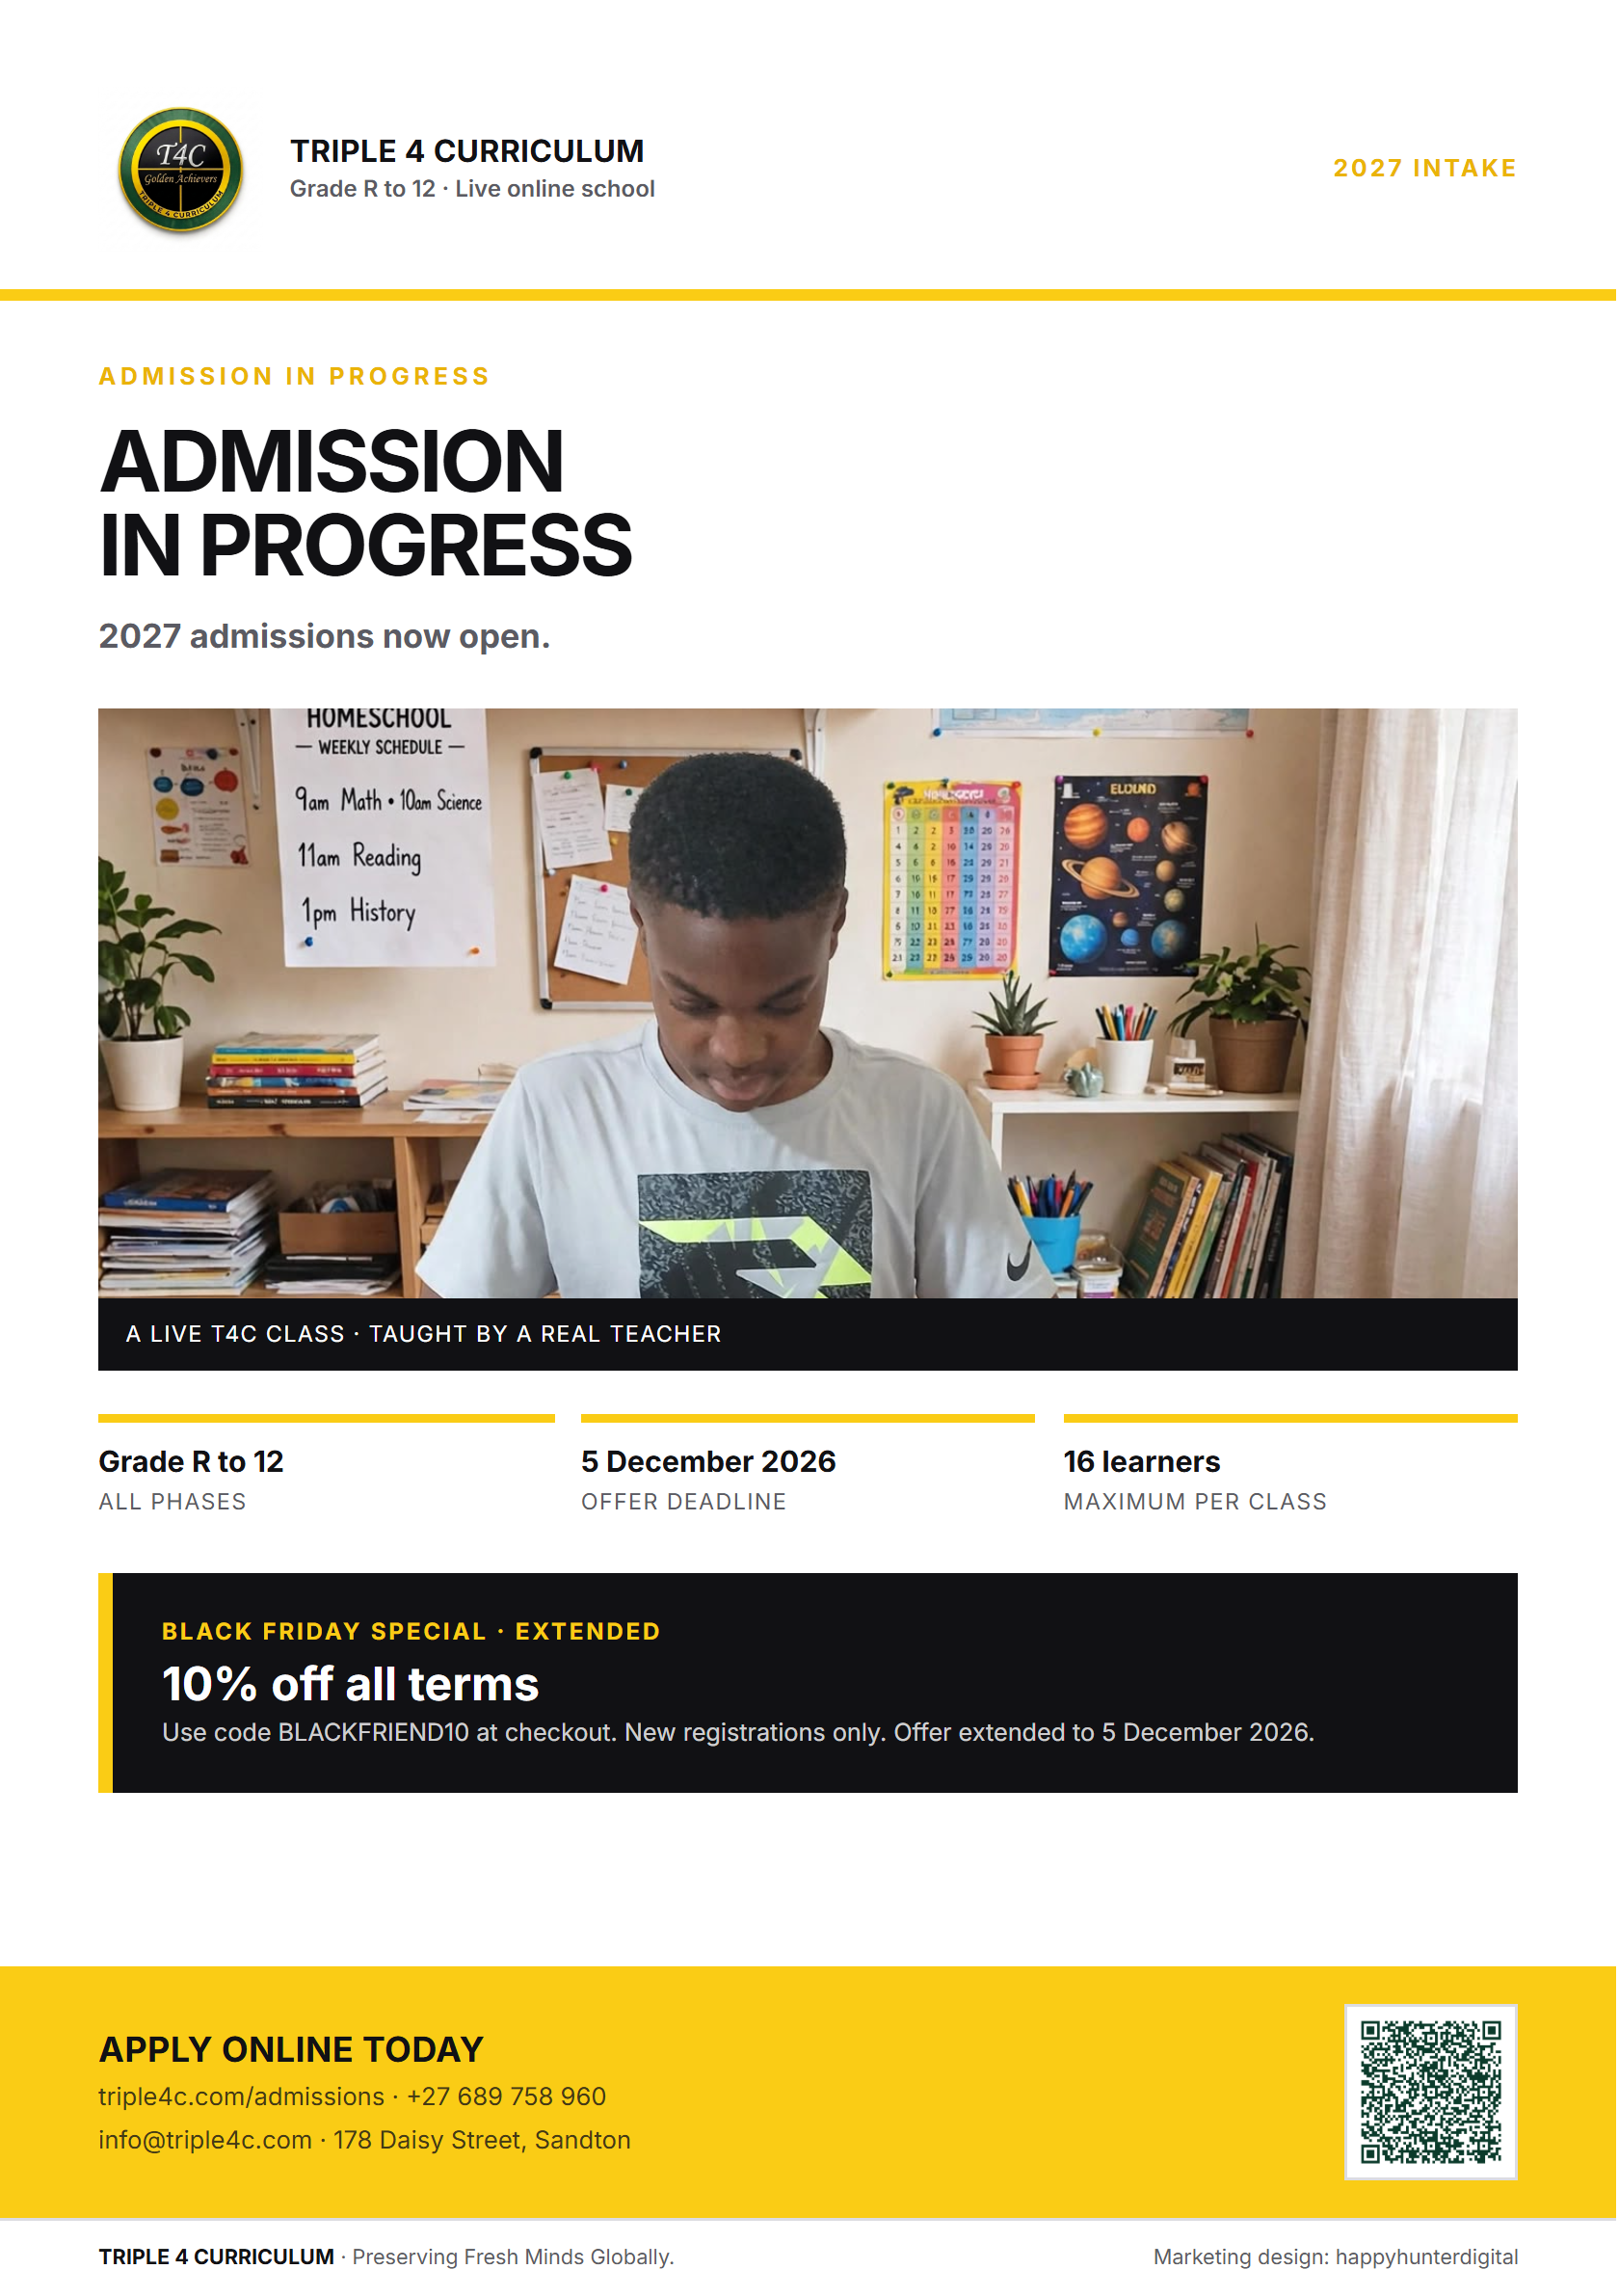 T4C
Golden Achievers
TRIPLE 4 CURRICULUM
TRIPLE 4 CURRICULUM
Grade R to 12 · Live online school
2027 INTAKE
ADMISSION IN PROGRESS
ADMISSION
IN PROGRESS
2027 admissions now open.
HOMESCHOOL
— WEEKLY SCHEDULE —
9am Math • 10am Science
11am Reading
1pm History
A LIVE T4C CLASS · TAUGHT BY A REAL TEACHER
Grade R to 12
ALL PHASES
5 December 2026
OFFER DEADLINE
16 learners
MAXIMUM PER CLASS
BLACK FRIDAY SPECIAL · EXTENDED
10% off all terms
Use code BLACKFRIEND10 at checkout. New registrations only. Offer extended to 5 December 2026.
APPLY ONLINE TODAY
triple4c.com/admissions · +27 689 758 960
info@triple4c.com · 178 Daisy Street, Sandton
TRIPLE 4 CURRICULUM · Preserving Fresh Minds Globally.
Marketing design: happyhunterdigital